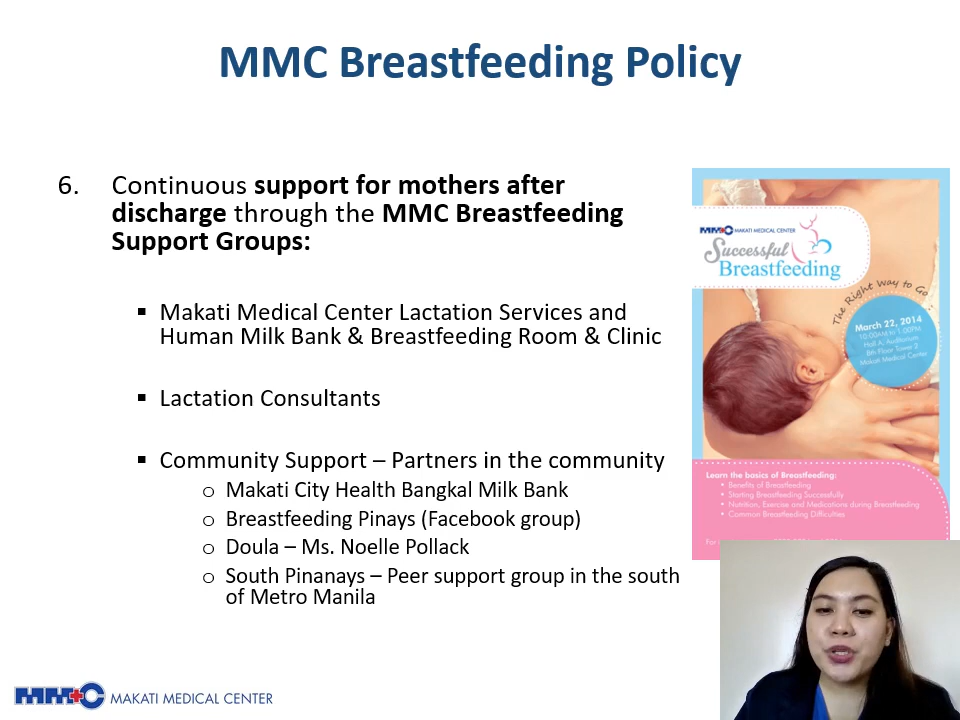 MMC Breastfeeding Policy
6. Continuous support for mothers after
discharge through the MMC Breastfeeding
Support Groups:
▪ Makati Medical Center Lactation Services and
Human Milk Bank & Breastfeeding Room & Clinic
▪ Lactation Consultants
▪ Community Support – Partners in the community
o Makati City Health Bangkal Milk Bank
o Breastfeeding Pinays (Facebook group)
o Doula – Ms. Noelle Pollack
o South Pinanays – Peer support group in the south
of Metro Manila
MMC MAKATI MEDICAL CENTER
Successful
Breastfeeding
The Right Way to Go
March 22, 2014
10:00AM to 1:00PM
Hall A, Auditorium
8th Floor Tower 2
Makati Medical Center
Learn the basics of Breastfeeding:
• Benefits of Breastfeeding
• Starting Breastfeeding Successfully
• Nutrition, Exercise and Medications during Breastfeeding
• Common Breastfeeding Difficulties
For
MMC MAKATI MEDICAL CENTER